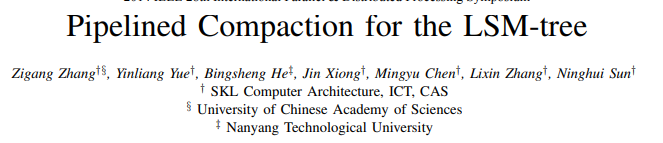 Pipelined Compaction for the LSM-tree
Zigang Zhang†§, Yinliang Yue†, Bingsheng He‡, Jin Xiong†, Mingyu Chen†, Lixin Zhang†, Ninghui Sun†
† SKL Computer Architecture, ICT, CAS
§ University of Chinese Academy of Sciences
‡ Nanyang Technological University